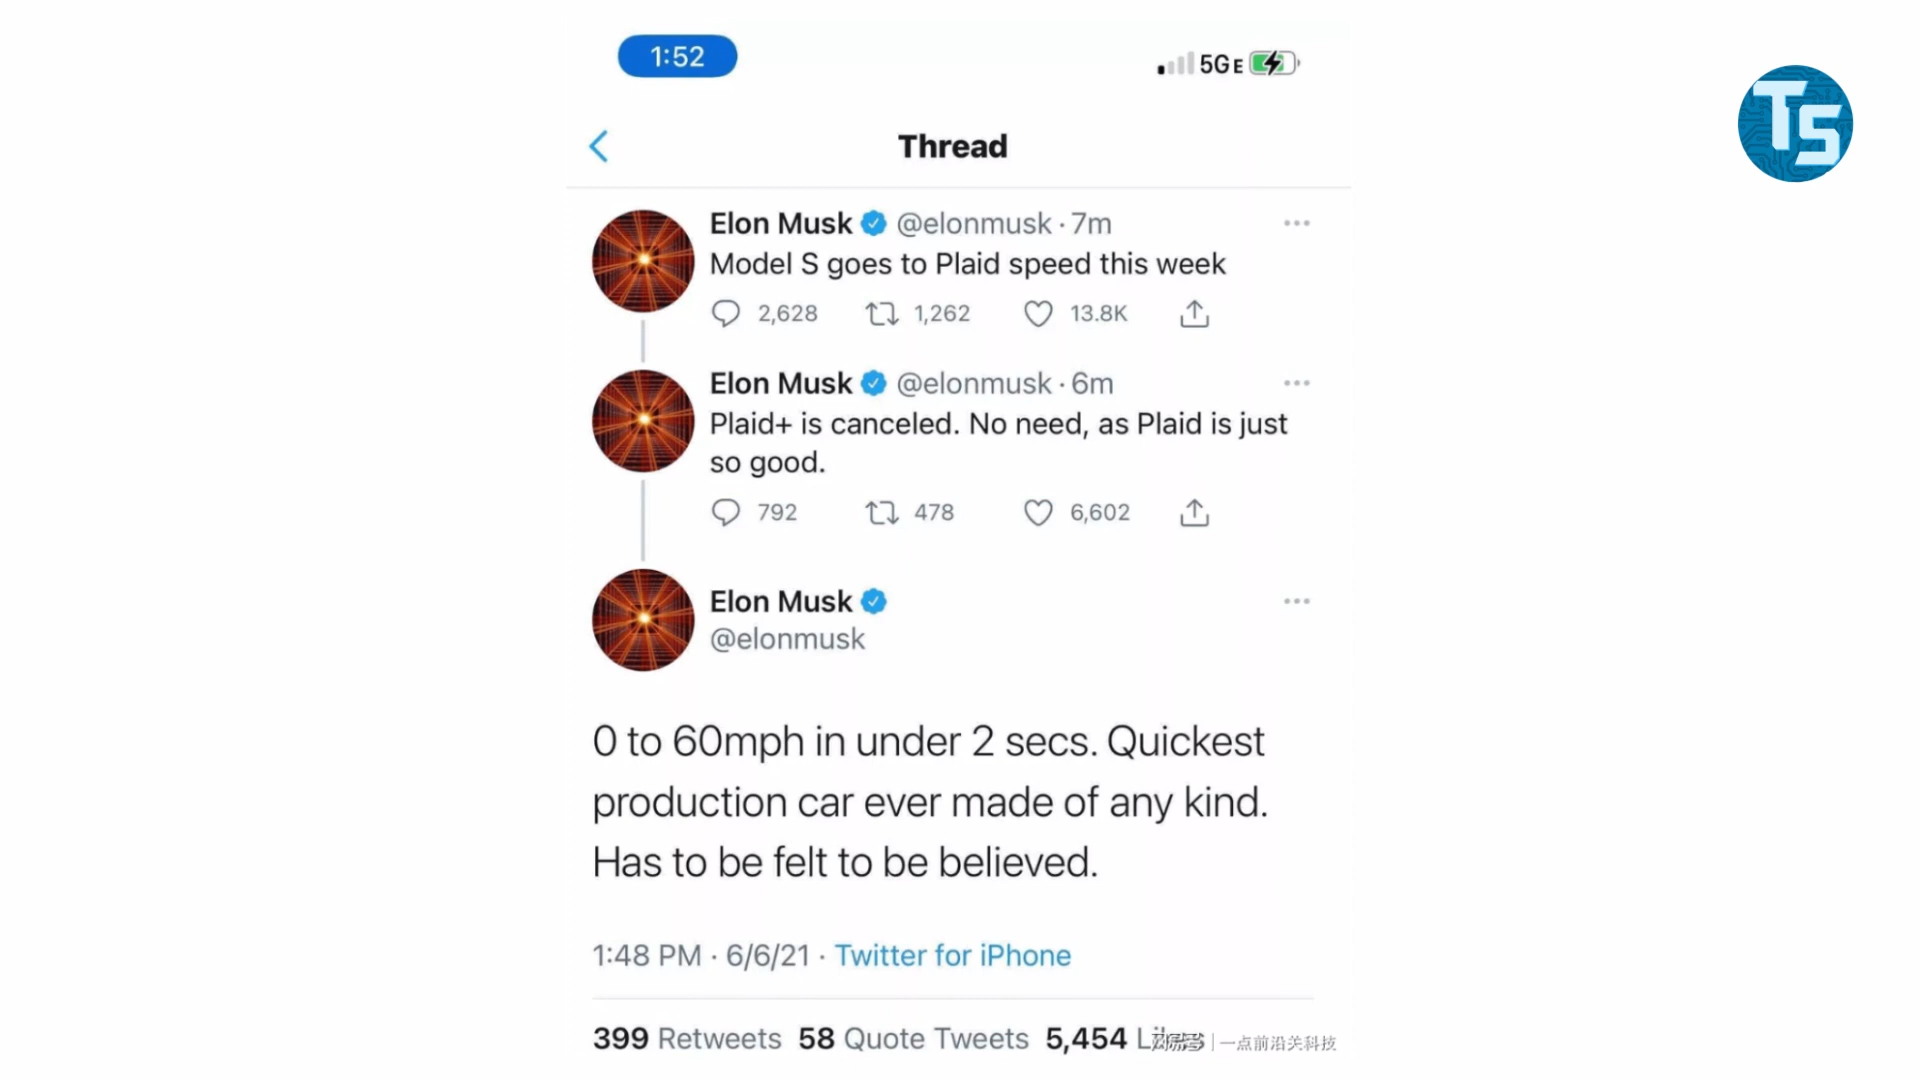 1:52
5GE
TS
Thread
Elon Musk @elonmusk · 7m
Model S goes to Plaid speed this week
2,628 1,262 13.8K
Elon Musk @elonmusk · 6m
Plaid+ is canceled. No need, as Plaid is just
so good.
792 478 6,602
Elon Musk
@elonmusk
0 to 60mph in under 2 secs. Quickest
production car ever made of any kind.
Has to be felt to be believed.
1:48 PM · 6/6/21 · Twitter for iPhone
399 Retweets 58 Quote Tweets 5,454 Likes
一点前沿关科技